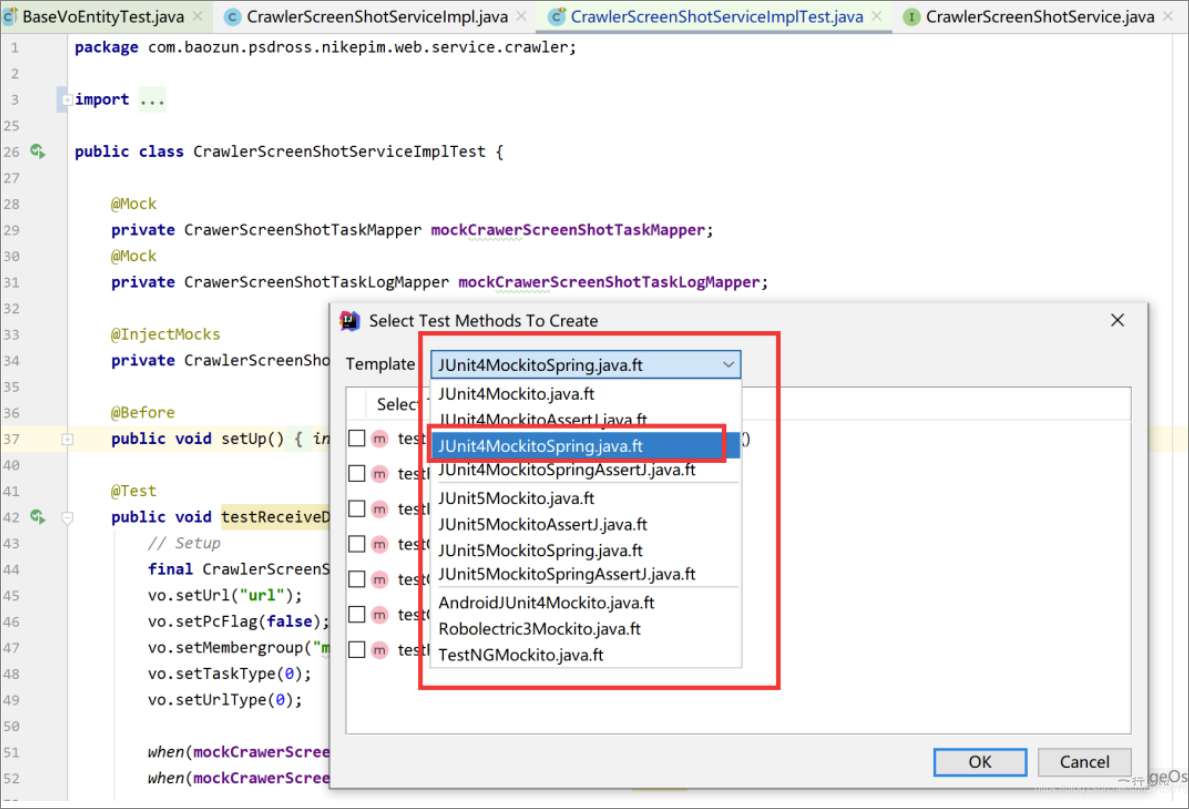 BaseVoEntityTest.java CrawlerScreenShotServiceImpl.java CrawlerScreenShotServiceImplTest.java CrawlerScreenShotService.java
1 package com.baozun.psdross.nikepim.web.service.crawler;
2
3 import ...
25
26 public class CrawlerScreenShotServiceImplTest {
27
28 @Mock
29 private CrawerScreenShotTaskMapper mockCrawerScreenShotTaskMapper;
30 @Mock
31 private CrawerScreenShotTaskLogMapper mockCrawerScreenShotTaskLogMapper;
32
33 @InjectMocks
34 private CrawlerScreenSho
35
36 @Before
37 public void setUp() { in
40
41 @Test
42 public void testReceiveD
43 // Setup
44 final CrawlerScreenS
45 vo.setUrl("url");
46 vo.setPcFlag(false);
47 vo.setMembergroup("m
48 vo.setTaskType(0);
49 vo.setUrlType(0);
50
51 when(mockCrawerScree
52 when(mockCrawerScree
Select Test Methods To Create
Template JUnit4MockitoSpring.java.ft
Select
JUnit4Mockito.java.ft
JUnit4MockitoAssertJ.java.ft
m test JUnit4MockitoSpring.java.ft ()
m test JUnit4MockitoSpringAssertJ.java.ft
m test JUnit5Mockito.java.ft
JUnit5MockitoAssertJ.java.ft
m test JUnit5MockitoSpring.java.ft
m test JUnit5MockitoSpringAssertJ.java.ft
m test AndroidJUnit4Mockito.java.ft
Robolectric3Mockito.java.ft
m test TestNGMockito.java.ft
OK Cancel
geOs